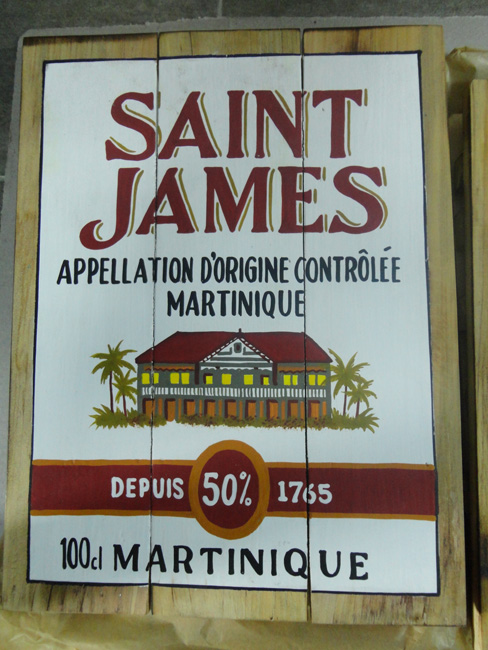 SAINT
JAMES
APPELLATION D'ORIGINE CONTRÔLÉE
MARTINIQUE
DEPUIS 50% 1765
100cl MARTINIQUE